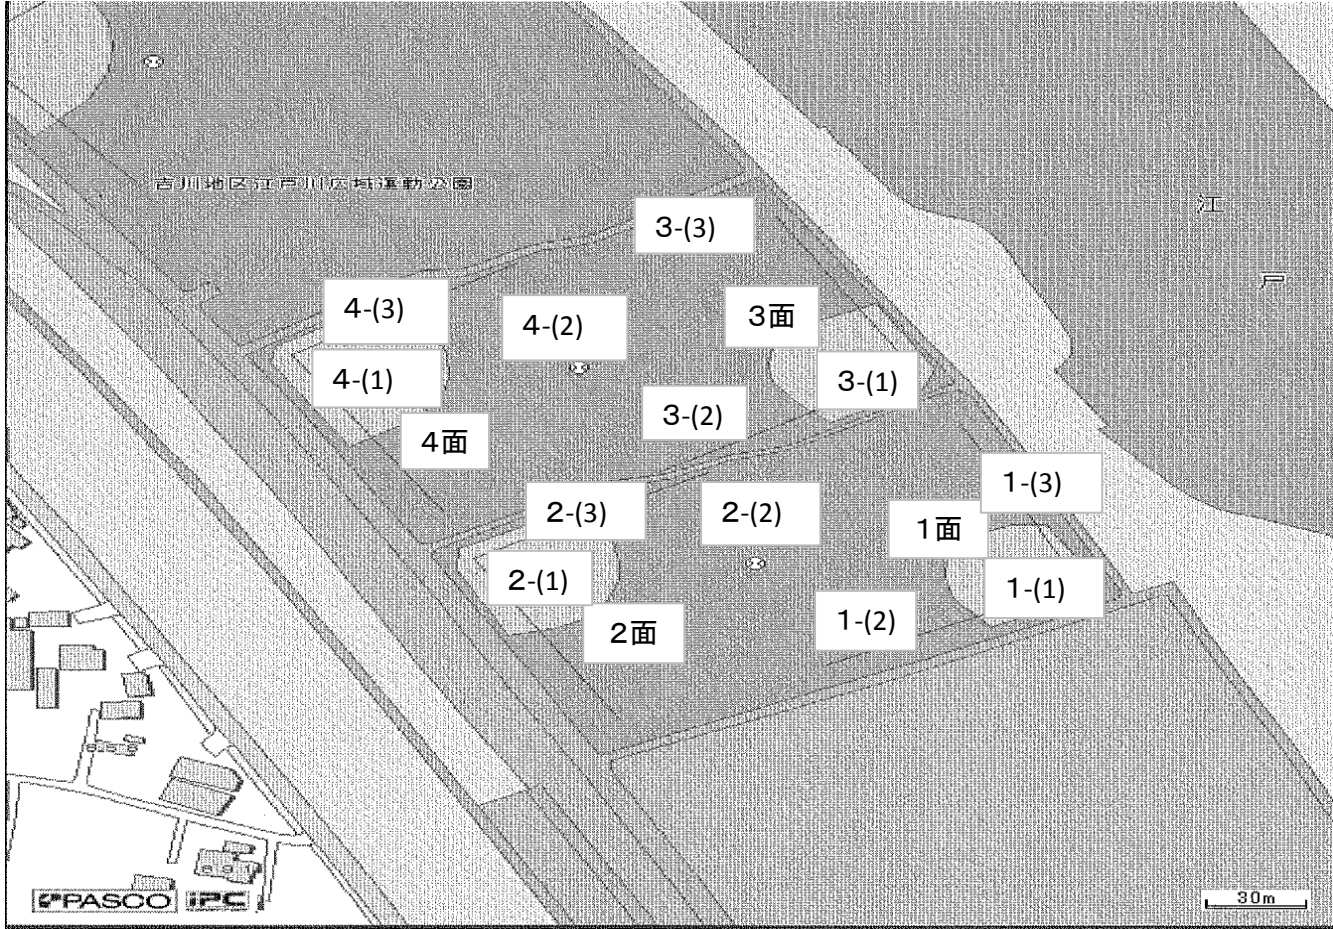 吉川地区江戸川広域運動公園
江
戸
3-(3)
4-(3)
4-(2)
3面
4-(1)
3-(1)
3-(2)
4面
1-(3)
2-(3)
2-(2)
1面
2-(1)
1-(1)
1-(2)
2面
PASCO iPC
30m